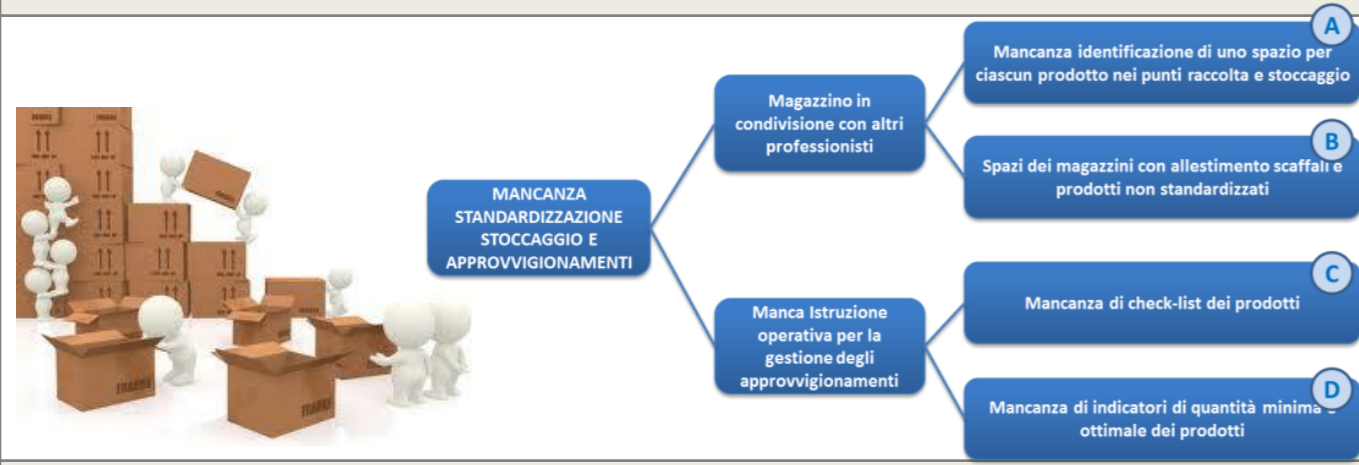 A
Mancanza identificazione di uno spazio per
ciascun prodotto nei punti raccolta e stoccaggio
Magazzino in
condivisione con altri
professionisti
B
Spazi dei magazzini con allestimento scaffali e
prodotti non standardizzati
MANCANZA
STANDARDIZZAZIONE
STOCCAGGIO E
APPROVVIGIONAMENTI
C
Mancanza di check-list dei prodotti
Manca Istruzione
operativa per la
gestione degli
approvvigionamenti
D
Mancanza di indicatori di quantità minima e
ottimale dei prodotti